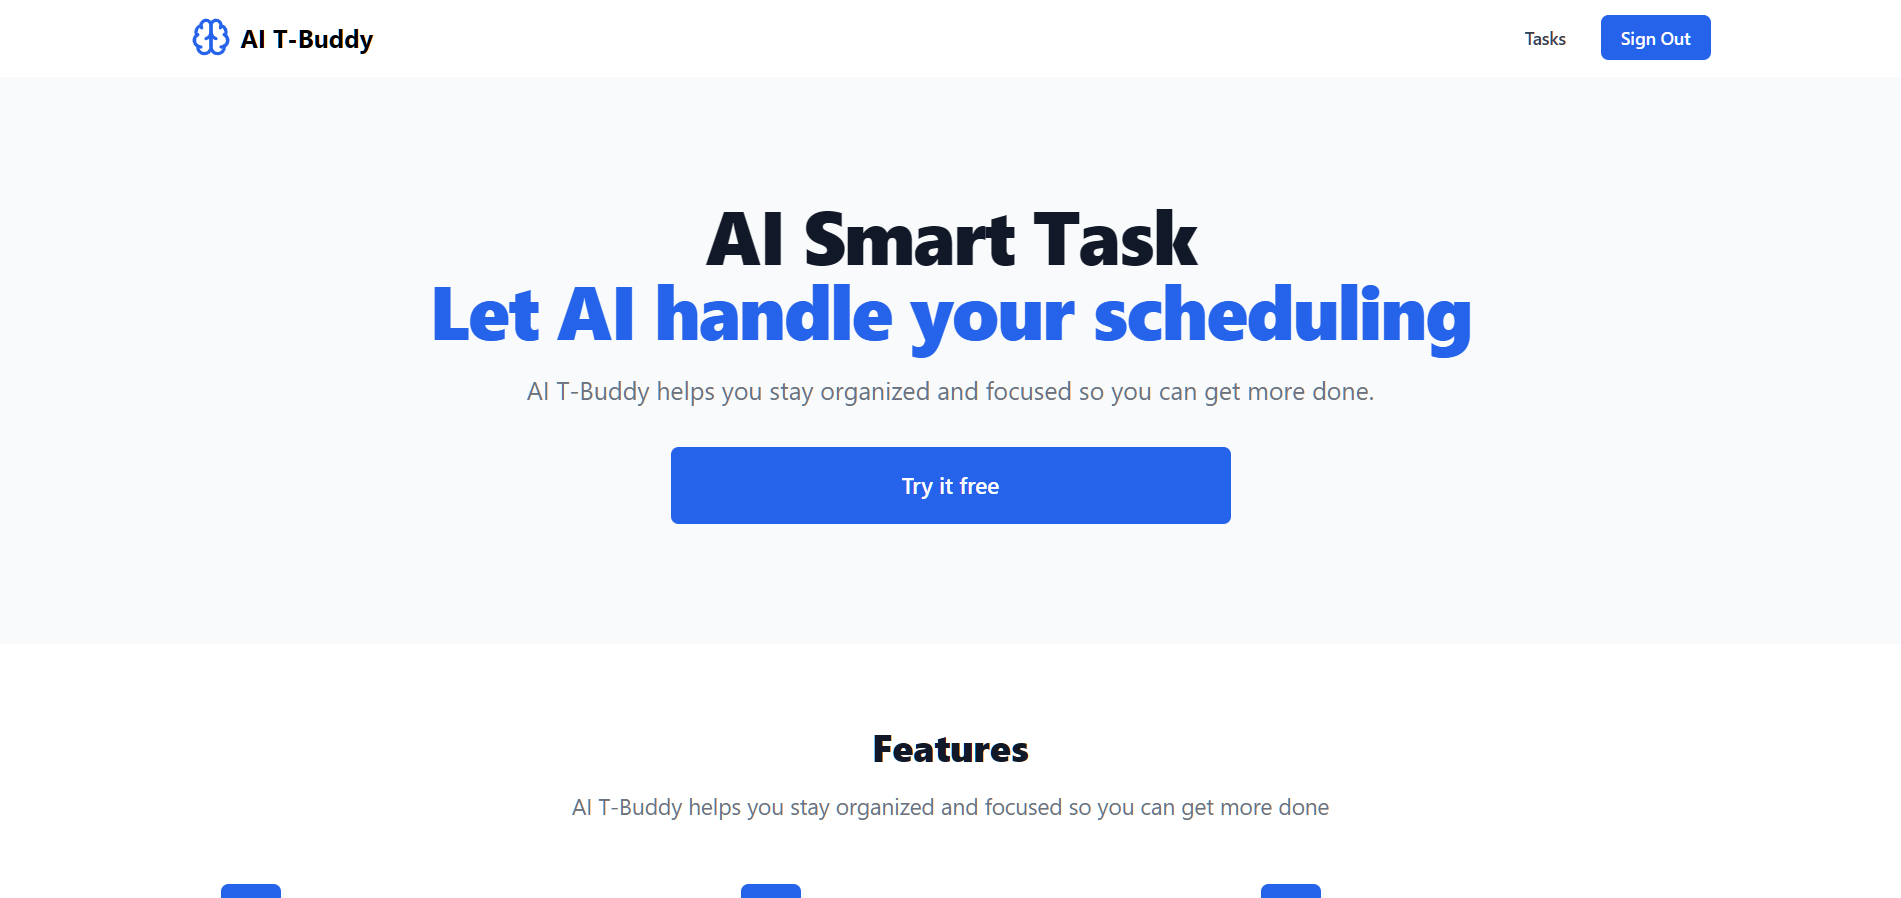 AI T-Buddy
Tasks
Sign Out
AI Smart Task
Let AI handle your scheduling
AI T-Buddy helps you stay organized and focused so you can get more done.
Try it free
Features
AI T-Buddy helps you stay organized and focused so you can get more done